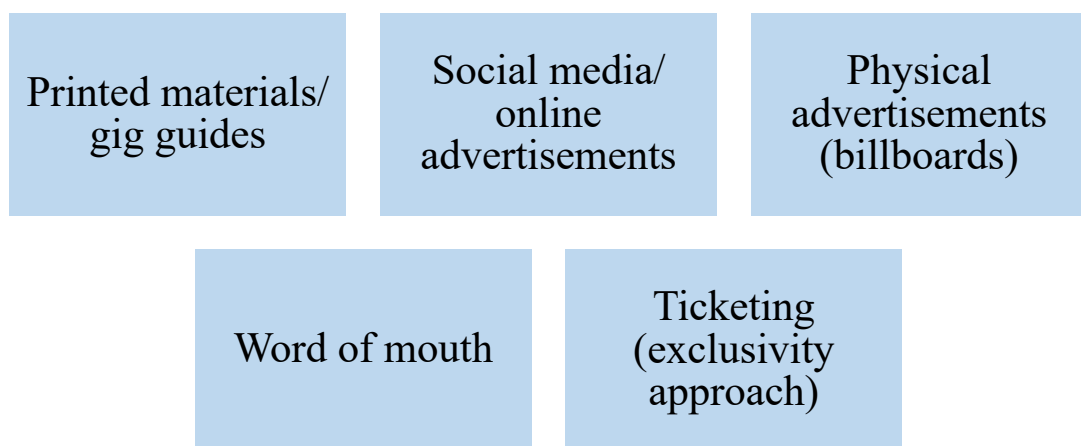 Printed materials/
gig guides
Social media/
online
advertisements
Physical
advertisements
(billboards)
Word of mouth
Ticketing
(exclusivity
approach)